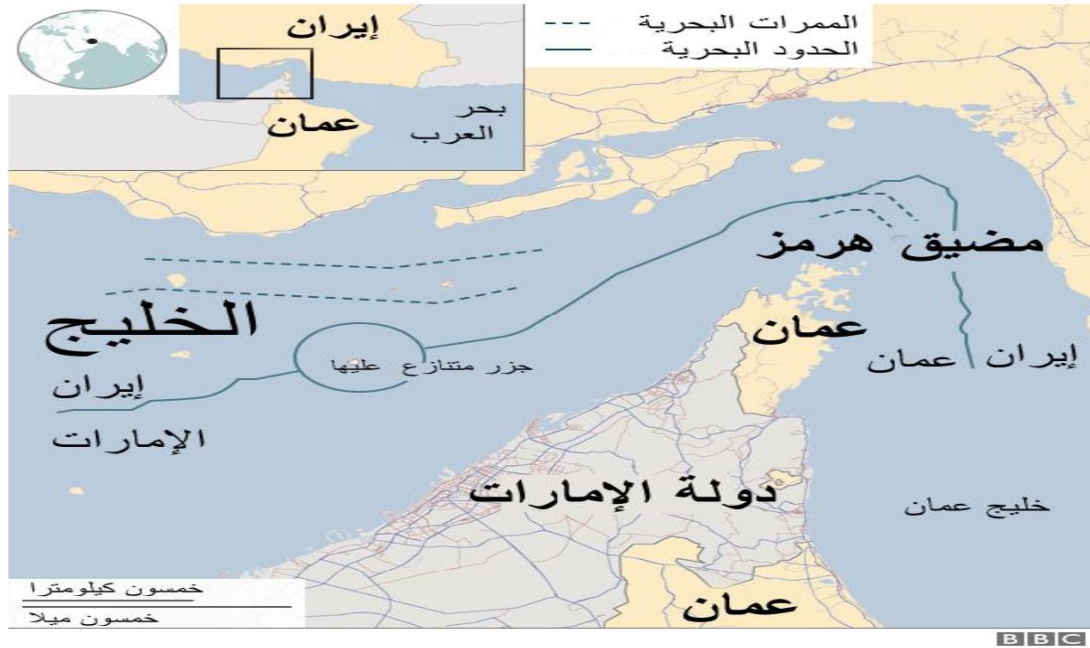 إيران
عمان
بحر
العرب
الممرات البحرية
الحدود البحرية
مضيق هرمز
الخليج
عمان
جزر متنازع عليها
إيران
الإمارات
عمان
إيران
دولة الإمارات
خليج عمان
عمان
خمسون كيلومترا
خمسون ميلا
BBC